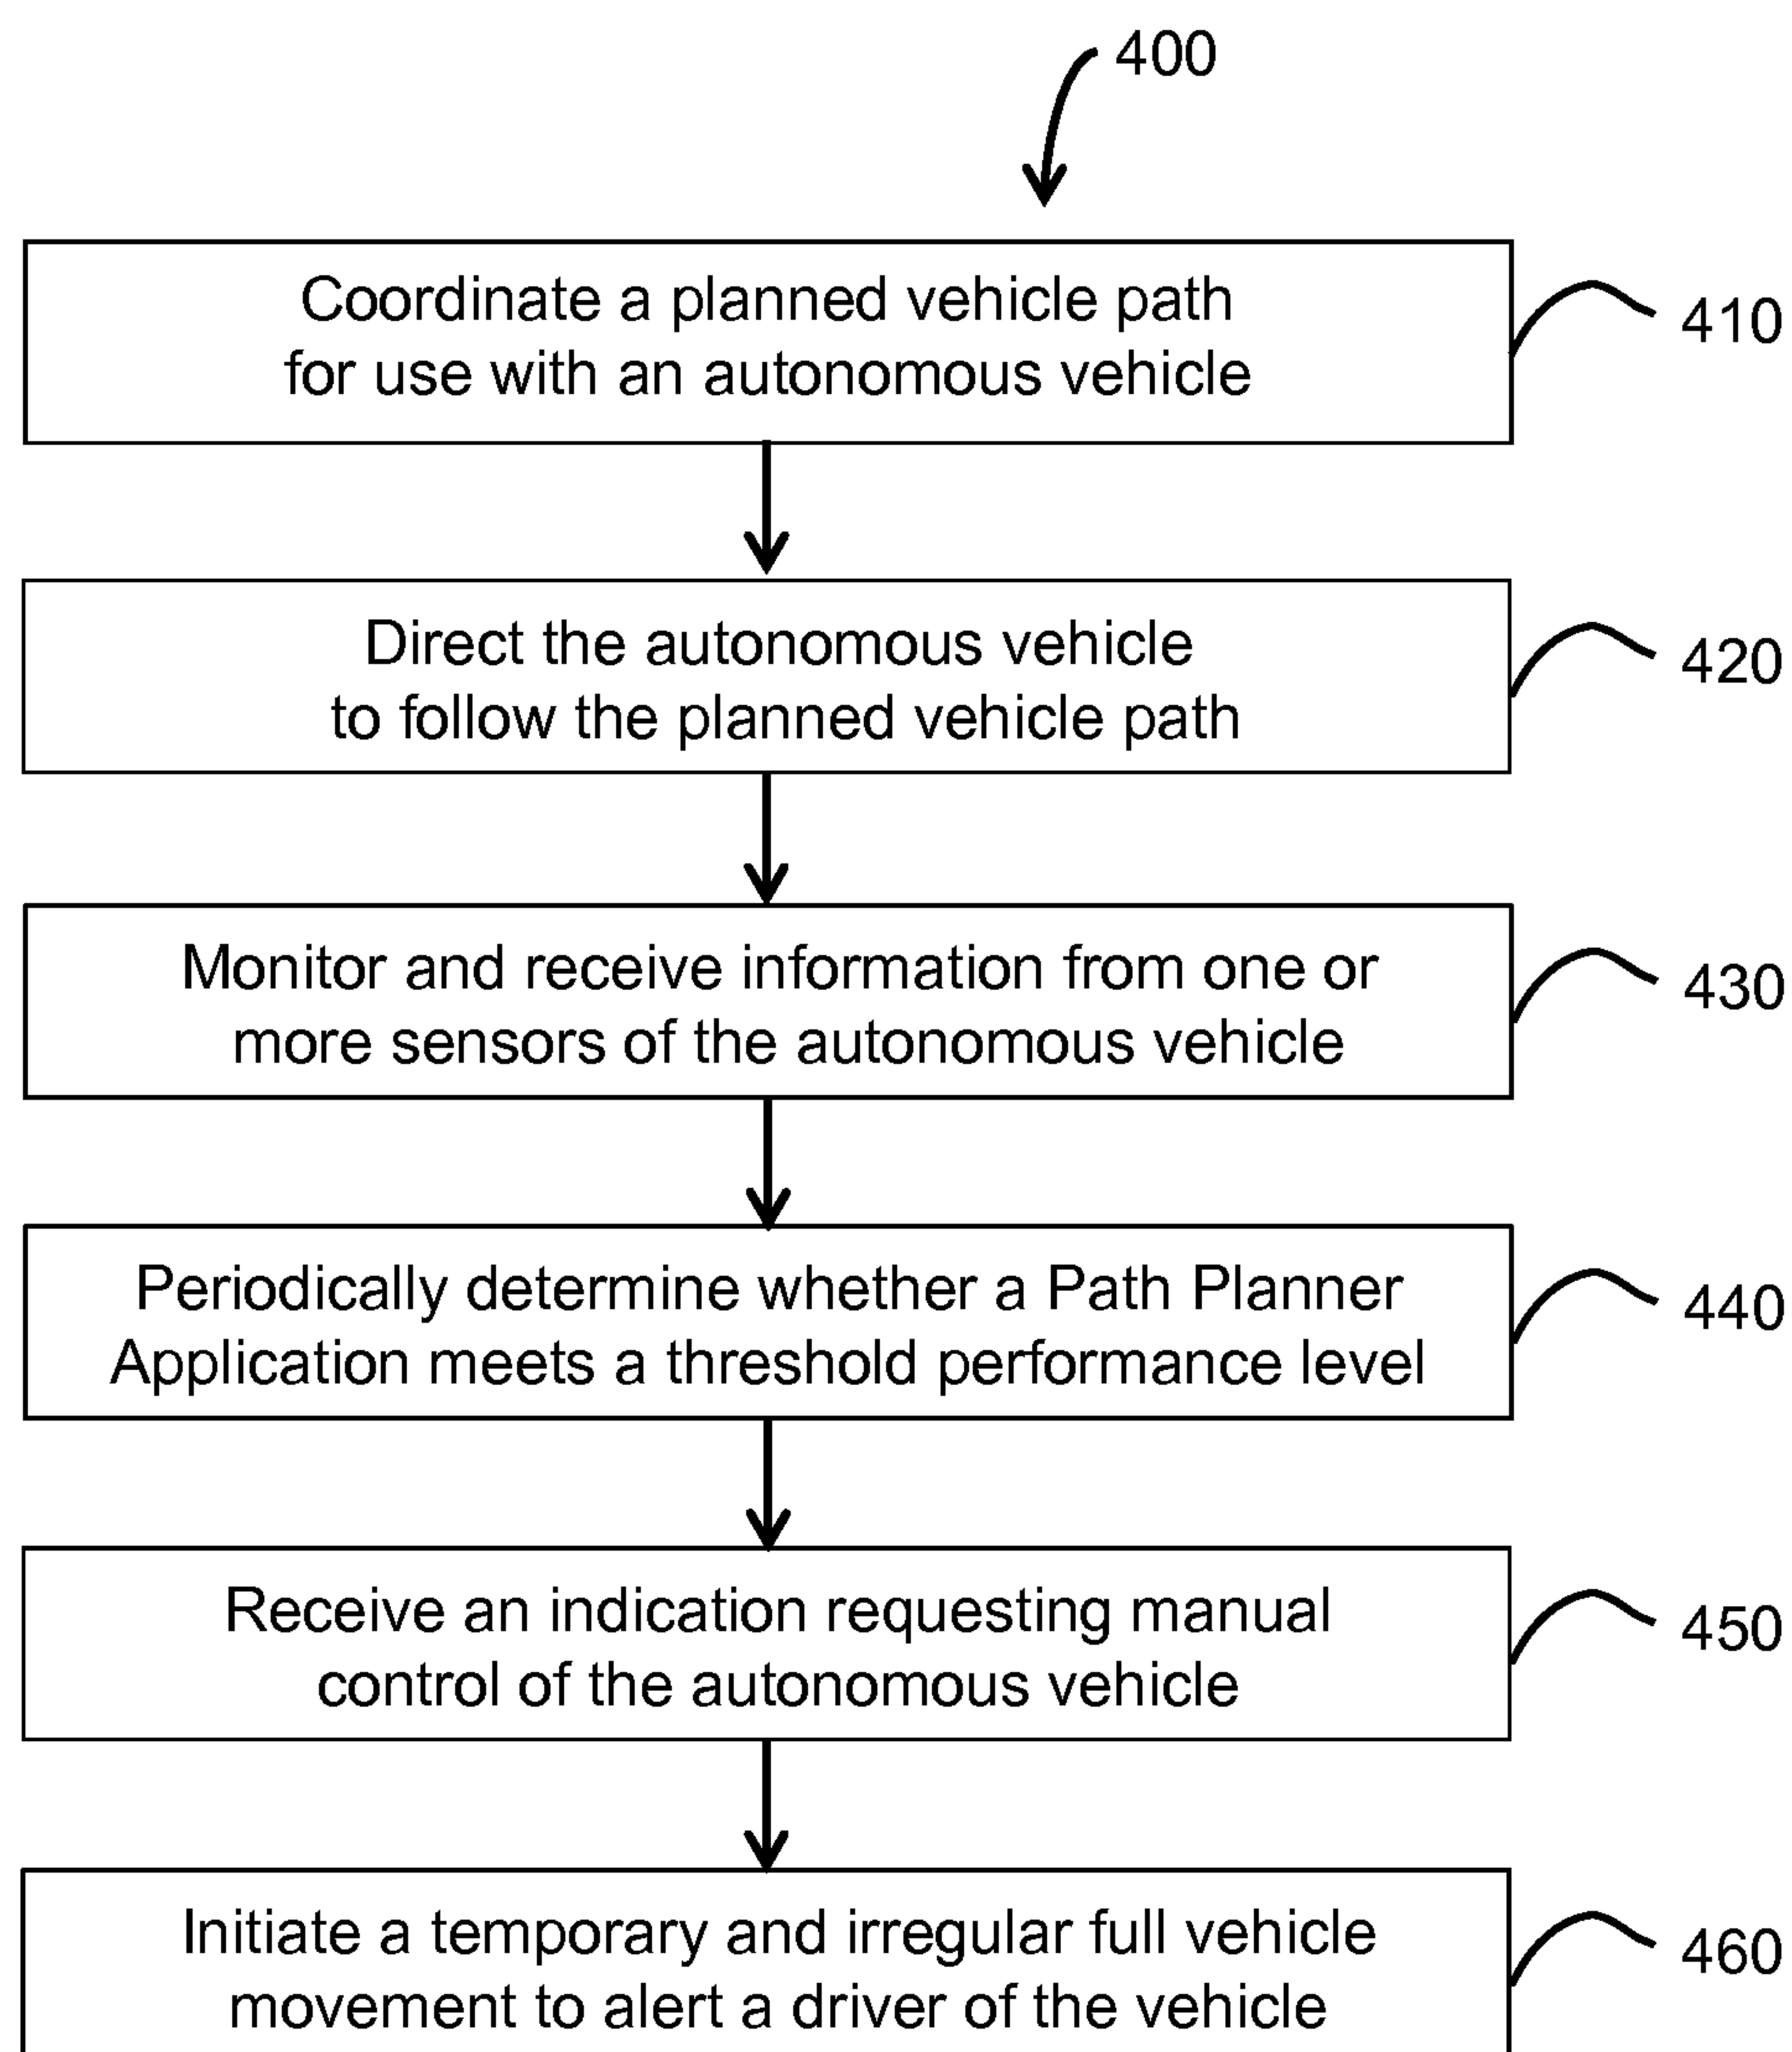 400
Coordinate a planned vehicle path
for use with an autonomous vehicle
410
Direct the autonomous vehicle
to follow the planned vehicle path
420
Monitor and receive information from one or
more sensors of the autonomous vehicle
430
Periodically determine whether a Path Planner
Application meets a threshold performance level
440
Receive an indication requesting manual
control of the autonomous vehicle
450
Initiate a temporary and irregular full vehicle
movement to alert a driver of the vehicle
460